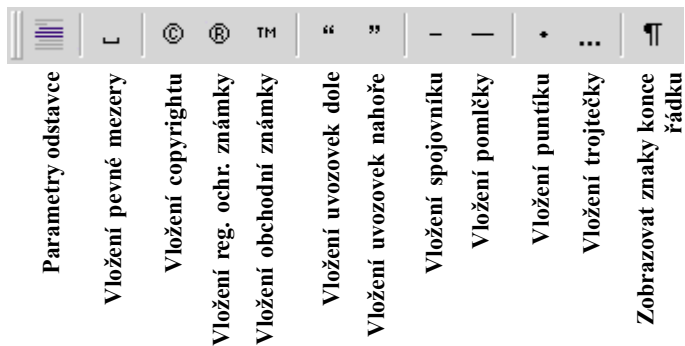 ␣ © ® ™ “ ” – — • ... ¶
Parametry odstavce
Vložení pevné mezery
Vložení copyrightu
Vložení reg. ochr. známky
Vložení obchodní známky
Vložení uvozovek dole
Vložení uvozovek nahoře
Vložení spojovníku
Vložení pomlčky
Vložení puntíku
Vložení trojtečky
Zobrazovat znaky konce
řádku